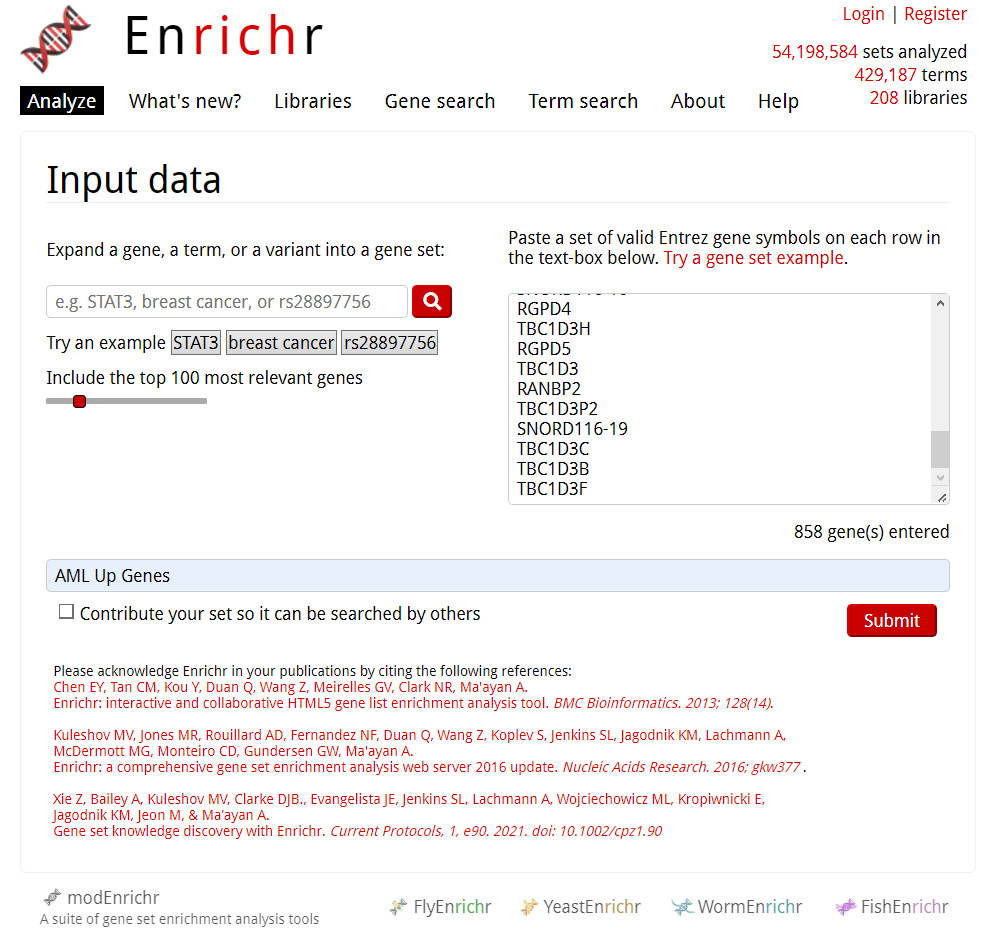 Enrichr
Login | Register
54,198,584 sets analyzed
429,187 terms
208 libraries
Analyze What's new? Libraries Gene search Term search About Help
Input data
Expand a gene, a term, or a variant into a gene set:
e.g. STAT3, breast cancer, or rs28897756
Try an example STAT3 breast cancer rs28897756
Include the top 100 most relevant genes
Paste a set of valid Entrez gene symbols on each row in
the text-box below. Try a gene set example.
RGPD4
TBC1D3H
RGPD5
TBC1D3
RANBP2
TBC1D3P2
SNORD116-19
TBC1D3C
TBC1D3B
TBC1D3F
858 gene(s) entered
AML Up Genes
Contribute your set so it can be searched by others
Submit
Please acknowledge Enrichr in your publications by citing the following references:
Chen EY, Tan CM, Kou Y, Duan Q, Wang Z, Meirelles GV, Clark NR, Ma'ayan A.
Enrichr: interactive and collaborative HTML5 gene list enrichment analysis tool. BMC Bioinformatics. 2013; 128(14).
Kuleshov MV, Jones MR, Rouillard AD, Fernandez NF, Duan Q, Wang Z, Koplev S, Jenkins SL, Jagodnik KM, Lachmann A,
McDermott MG, Monteiro CD, Gundersen GW, Ma'ayan A.
Enrichr: a comprehensive gene set enrichment analysis web server 2016 update. Nucleic Acids Research. 2016; gkw377 .
Xie Z, Bailey A, Kuleshov MV, Clarke DJB., Evangelista JE, Jenkins SL, Lachmann A, Wojciechowicz ML, Kropiwnicki E,
Jagodnik KM, Jeon M, & Ma'ayan A.
Gene set knowledge discovery with Enrichr. Current Protocols, 1, e90. 2021. doi: 10.1002/cpz1.90
modEnrichr
A suite of gene set enrichment analysis tools
FlyEnrichr YeastEnrichr WormEnrichr FishEnrichr